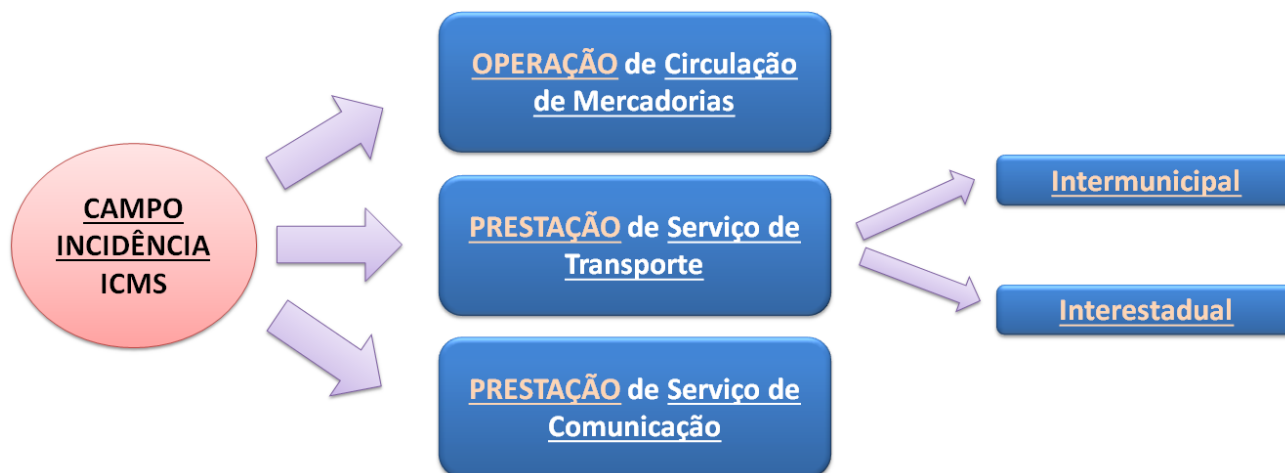 CAMPO
INCIDÊNCIA
ICMS
OPERAÇÃO de Circulação
de Mercadorias
PRESTAÇÃO de Serviço de
Transporte
Intermunicipal
Interestadual
PRESTAÇÃO de Serviço de
Comunicação